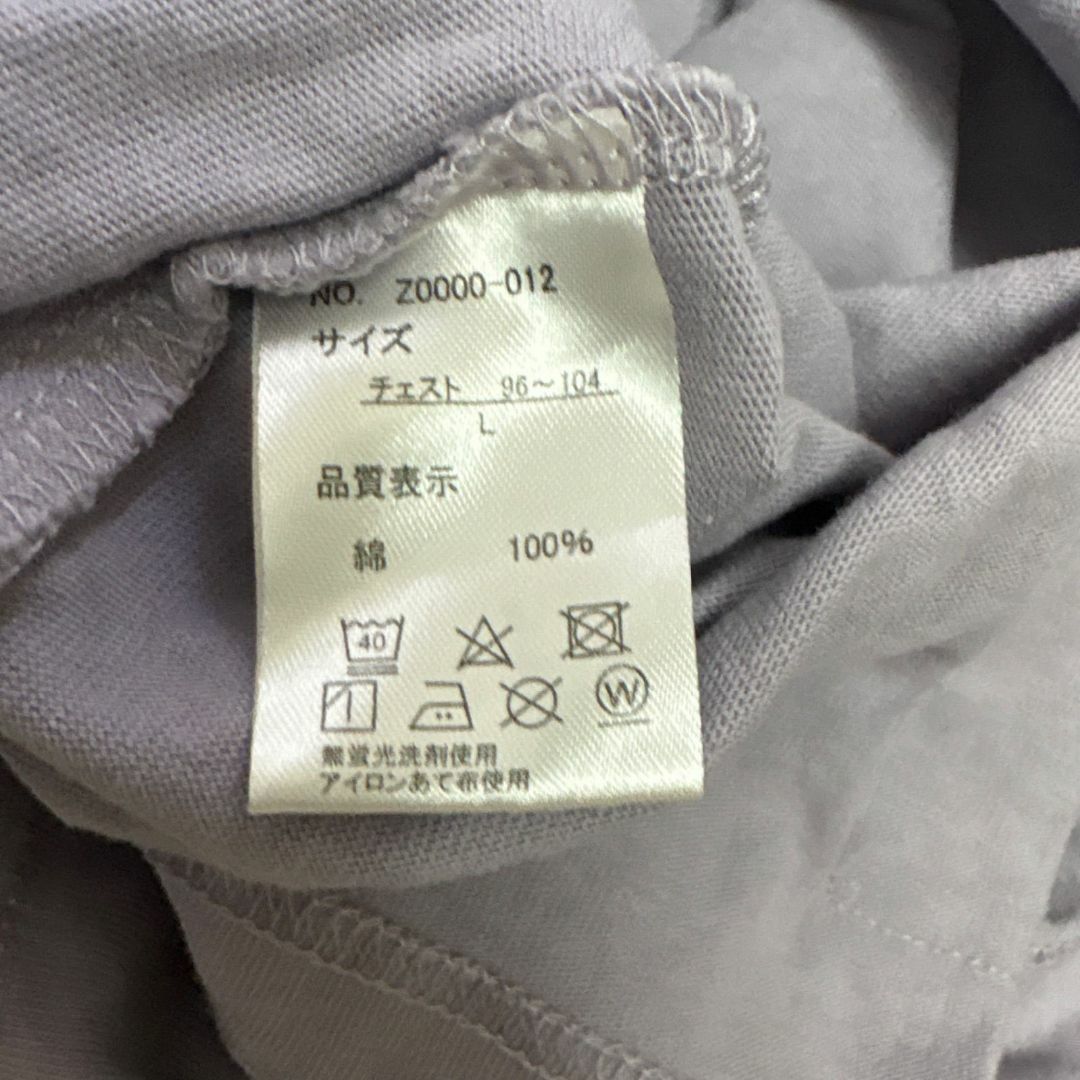 NO. Z0000-012
サイズ
チェスト 96～104
L
品質表示
綿 100%
40
W
無蛍光洗剤使用
アイロンあて布使用